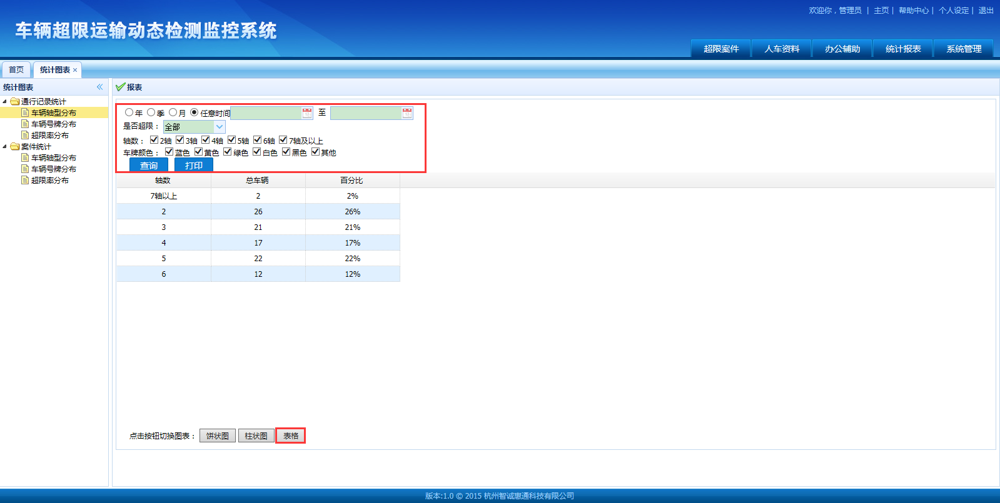 欢迎你，管理员 | 主页 | 帮助中心 | 个人设定 | 退出
车辆超限运输动态检测监控系统
超限案件 人车资料 办公辅助 统计报表 系统管理
首页 统计图表 ×
统计图表
通行记录统计
车辆轴型分布
车辆号牌分布
超限率分布
案件统计
车辆轴型分布
车辆号牌分布
超限率分布
报表
年 季 月 任意时间 至
是否超限： 全部
轴数： 2轴 3轴 4轴 5轴 6轴 7轴及以上
车牌颜色： 蓝色 黄色 绿色 白色 黑色 其他
查询 打印
轴数 总车辆 百分比
7轴以上 2 2%
2 26 26%
3 21 21%
4 17 17%
5 22 22%
6 12 12%
点击按钮切换图表： 饼状图 柱状图 表格
版本:1.0 © 2015 杭州智诚惠通科技有限公司